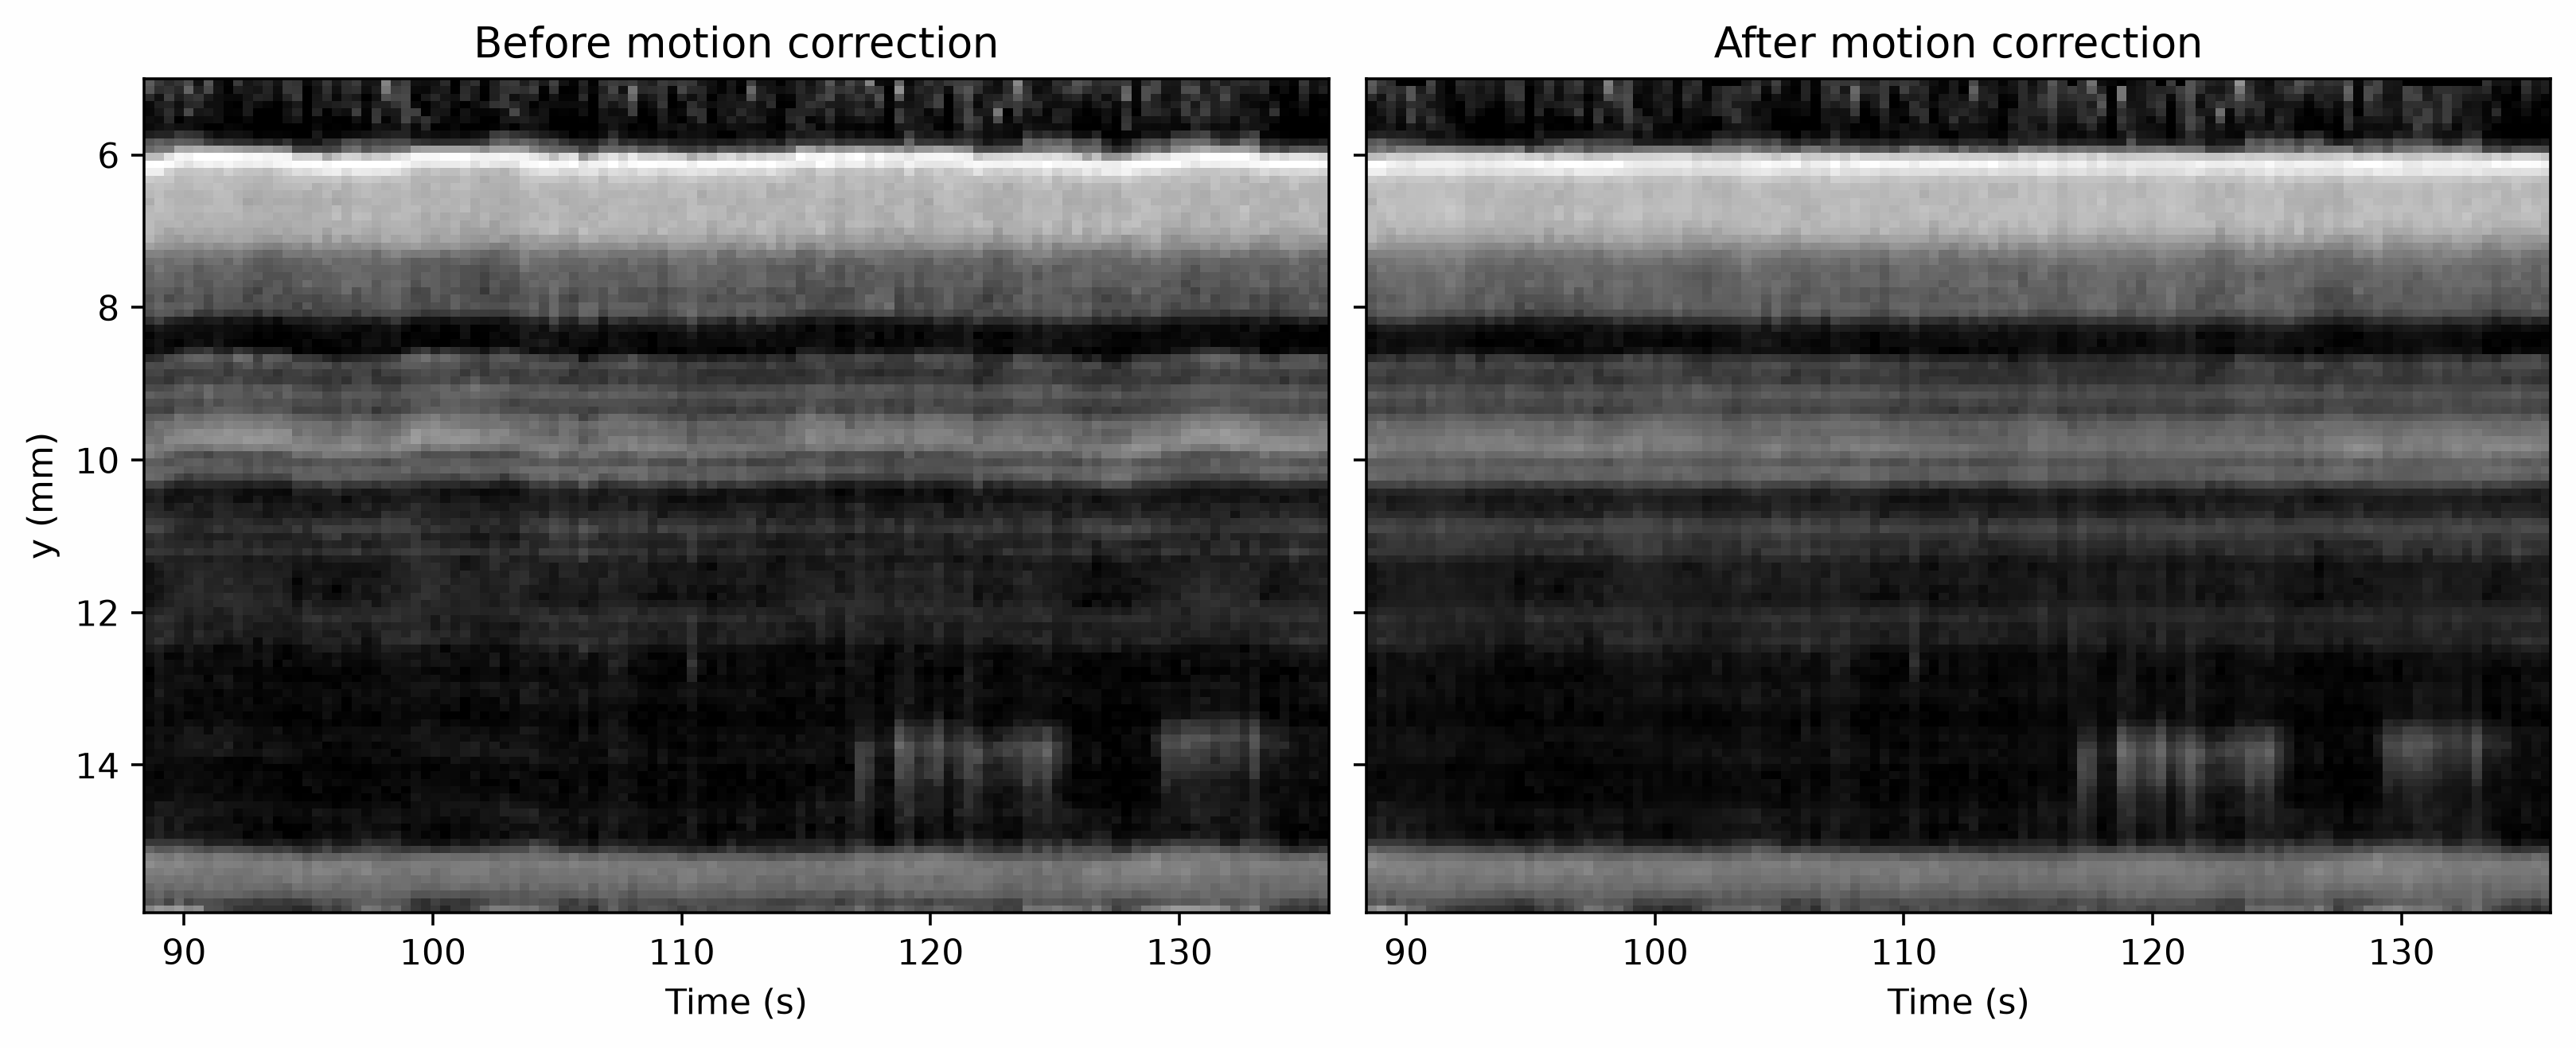 Before motion correction
After motion correction
y (mm)
6
8
10
12
14
90 100 110 120 130
90 100 110 120 130
Time (s)
Time (s)